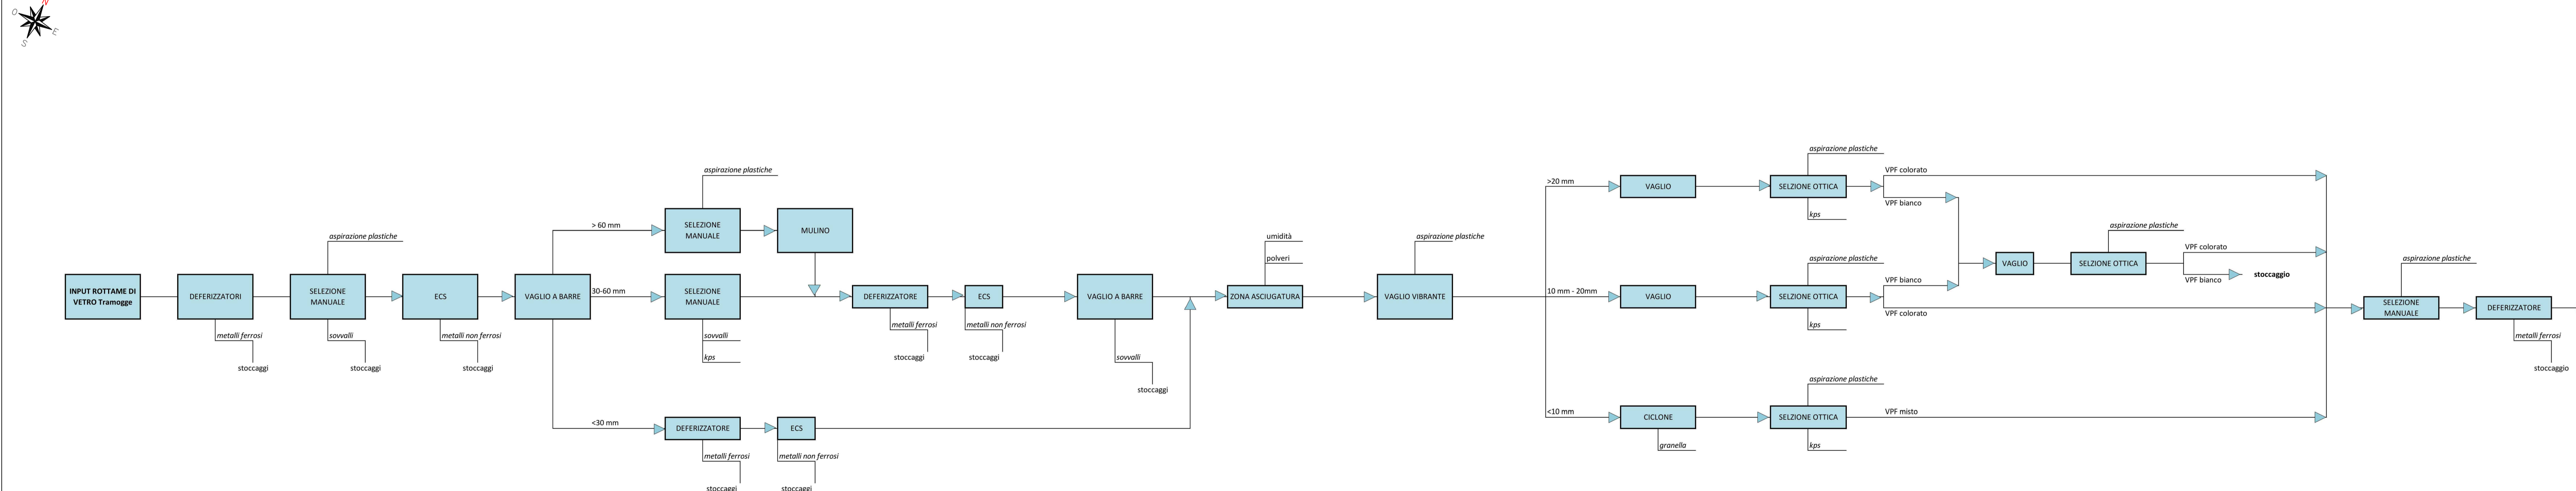 N
O
E
S
INPUT ROTTAME DI
VETRO Tramogge
DEFERIZZATORI
metalli ferrosi
stoccaggi
aspirazione plastiche
SELEZIONE
MANUALE
sovvalli
stoccaggi
ECS
metalli non ferrosi
stoccaggi
VAGLIO A BARRE
> 60 mm
30-60 mm
<30 mm
aspirazione plastiche
SELEZIONE
MANUALE
MULINO
SELEZIONE
MANUALE
sovvalli
kps
DEFERIZZATORE
metalli ferrosi
stoccaggi
ECS
metalli non ferrosi
stoccaggi
DEFERIZZATORE
metalli ferrosi
stoccaggi
ECS
metalli non ferrosi
stoccaggi
VAGLIO A BARRE
sovvalli
stoccaggi
umidità
polveri
ZONA ASCIUGATURA
aspirazione plastiche
VAGLIO VIBRANTE
>20 mm
VAGLIO
aspirazione plastiche
SELZIONE OTTICA
kps
VPF colorato
VPF bianco
10 mm - 20mm
VAGLIO
aspirazione plastiche
SELZIONE OTTICA
kps
VPF bianco
VPF colorato
<10 mm
CICLONE
granella
aspirazione plastiche
SELZIONE OTTICA
kps
VPF misto
VAGLIO
aspirazione plastiche
SELZIONE OTTICA
VPF colorato
VPF bianco
stoccaggio
aspirazione plastiche
SELEZIONE
MANUALE
DEFERIZZATORE
metalli ferrosi
stoccaggio